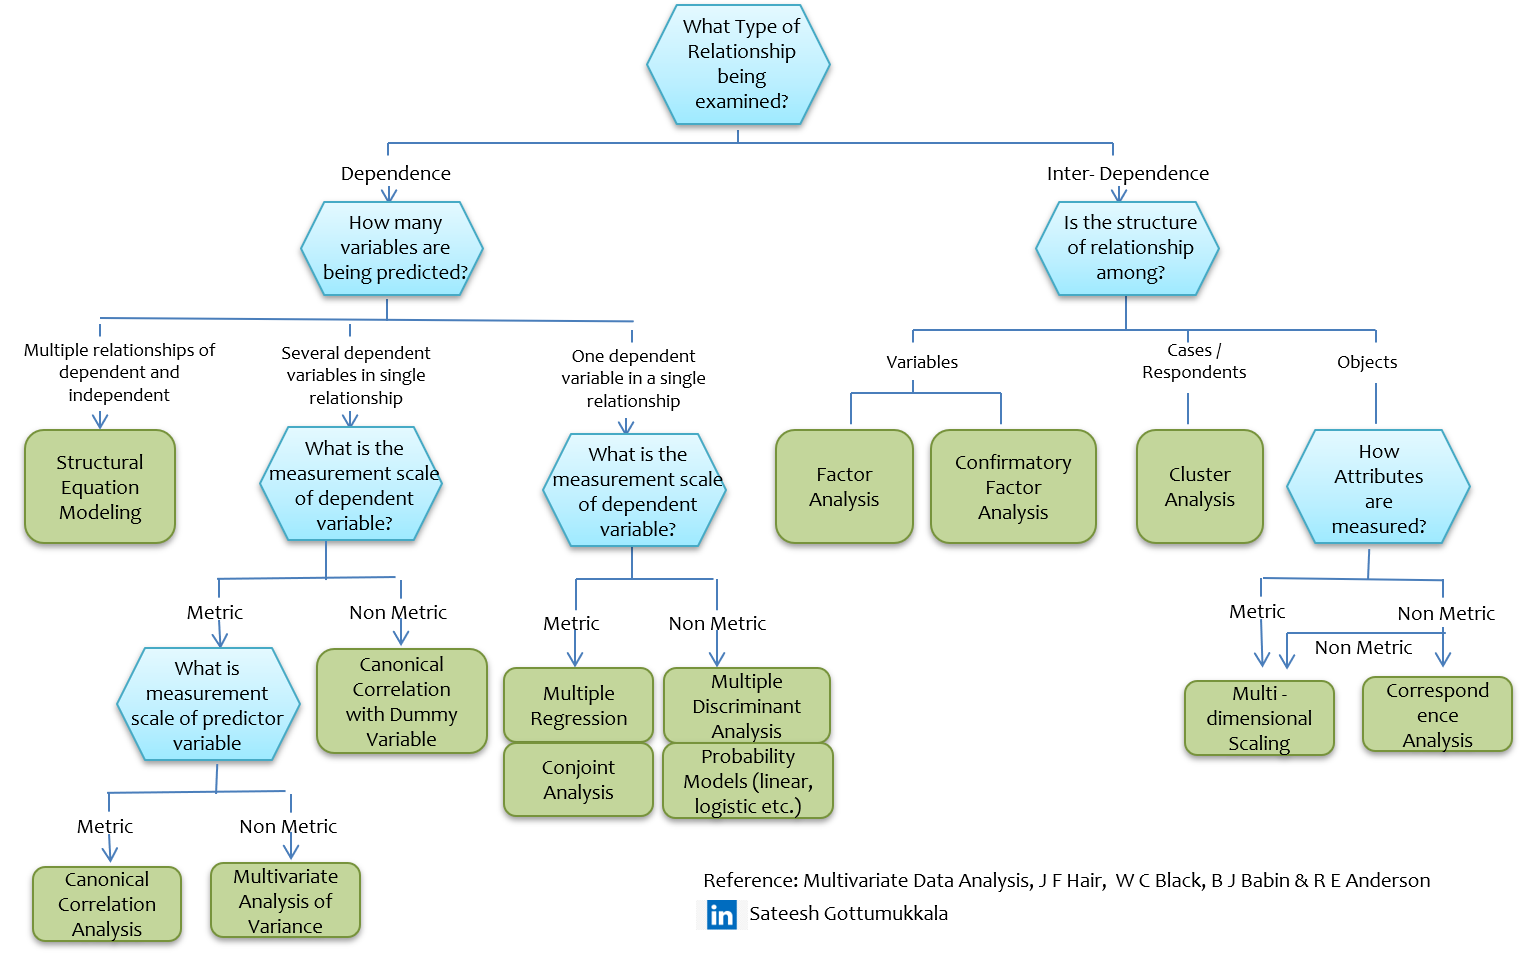 What Type of
Relationship
being
examined?
Dependence
Inter- Dependence
How many
variables are
being predicted?
Is the structure
of relationship
among?
Multiple relationships of
dependent and
independent
Several dependent
variables in single
relationship
One dependent
variable in a single
relationship
Variables
Cases /
Respondents
Objects
Structural
Equation
Modeling
What is the
measurement scale
of dependent
variable?
What is the
measurement scale
of dependent
variable?
Factor
Analysis
Confirmatory
Factor
Analysis
Cluster
Analysis
How
Attributes
are
measured?
Metric
Non Metric
Metric
Non Metric
Metric
Non Metric
Non Metric
What is
measurement
scale of predictor
variable
Canonical
Correlation
with Dummy
Variable
Multiple
Regression
Multiple
Discriminant
Analysis
Conjoint
Analysis
Probability
Models (linear,
logistic etc.)
Multi -
dimensional
Scaling
Correspond
ence
Analysis
Metric
Non Metric
Canonical
Correlation
Analysis
Multivariate
Analysis of
Variance
Reference: Multivariate Data Analysis, J F Hair,  W C Black, B J Babin & R E Anderson
in Sateesh Gottumukkala